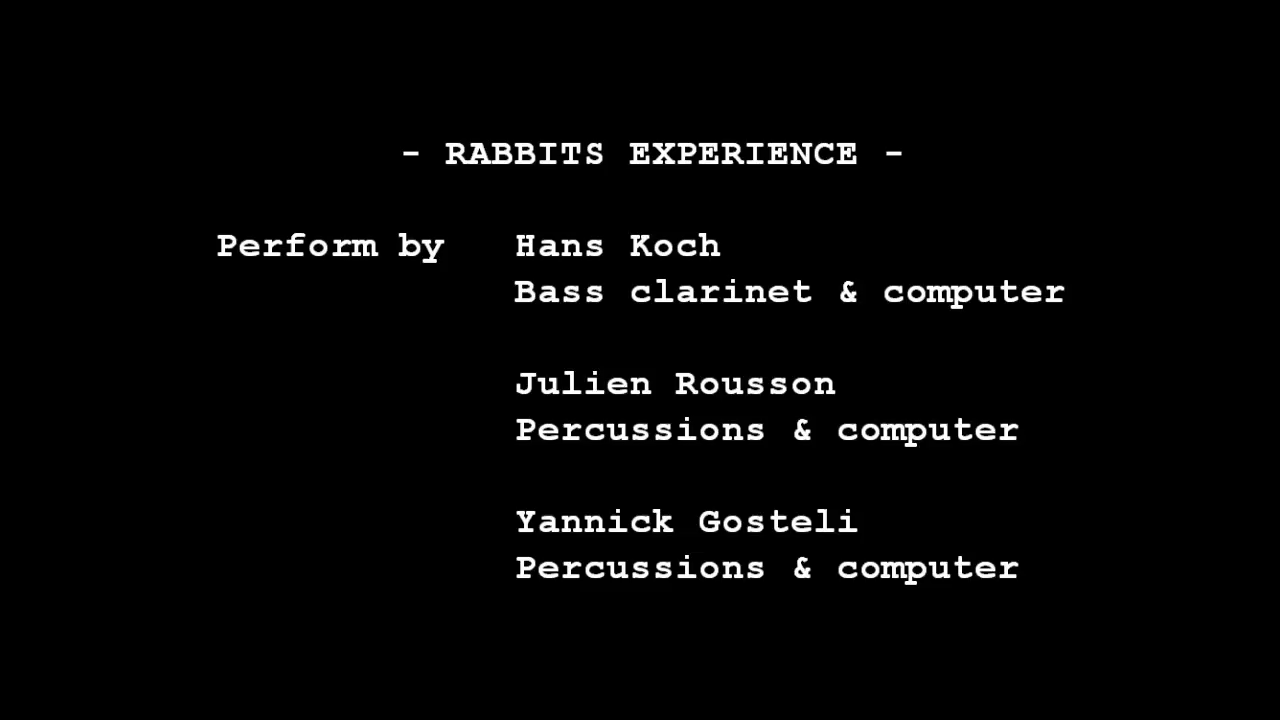 - RABBITS EXPERIENCE -
Perform by Hans Koch
Bass clarinet & computer
Julien Rousson
Percussions & computer
Yannick Gosteli
Percussions & computer